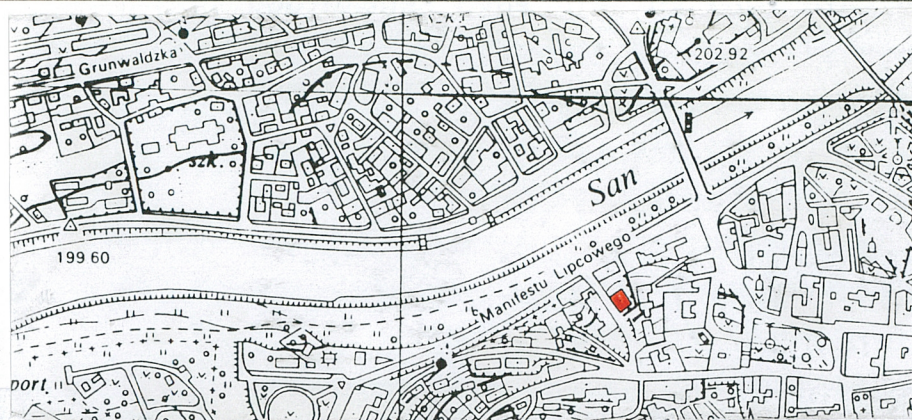 Grunwaldzka
202.92
szk
San
199 60
Manifestu Lipcowego
port